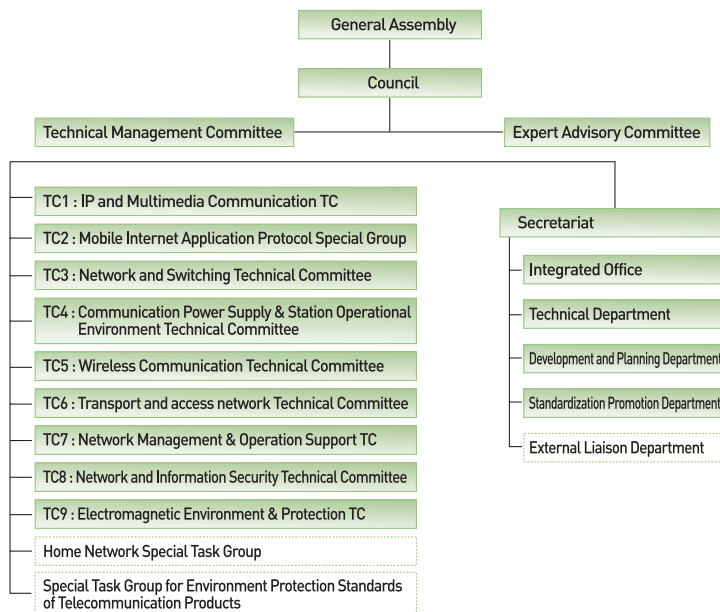 General Assembly
Council
Technical Management Committee
Expert Advisory Committee
TC1 : IP and Multimedia Communication TC
TC2 : Mobile Internet Application Protocol Special Group
TC3 : Network and Switching Technical Committee
TC4 : Communication Power Supply & Station Operational
Environment Technical Committee
TC5 : Wireless Communication Technical Committee
TC6 : Transport and access network Technical Committee
TC7 : Network Management & Operation Support TC
TC8 : Network and Information Security Technical Committee
TC9 : Electromagnetic Environment & Protection TC
Home Network Special Task Group
Special Task Group for Environment Protection Standards
of Telecommunication Products
Secretariat
Integrated Office
Technical Department
Development and Planning Department
Standardization Promotion Department
External Liaison Department